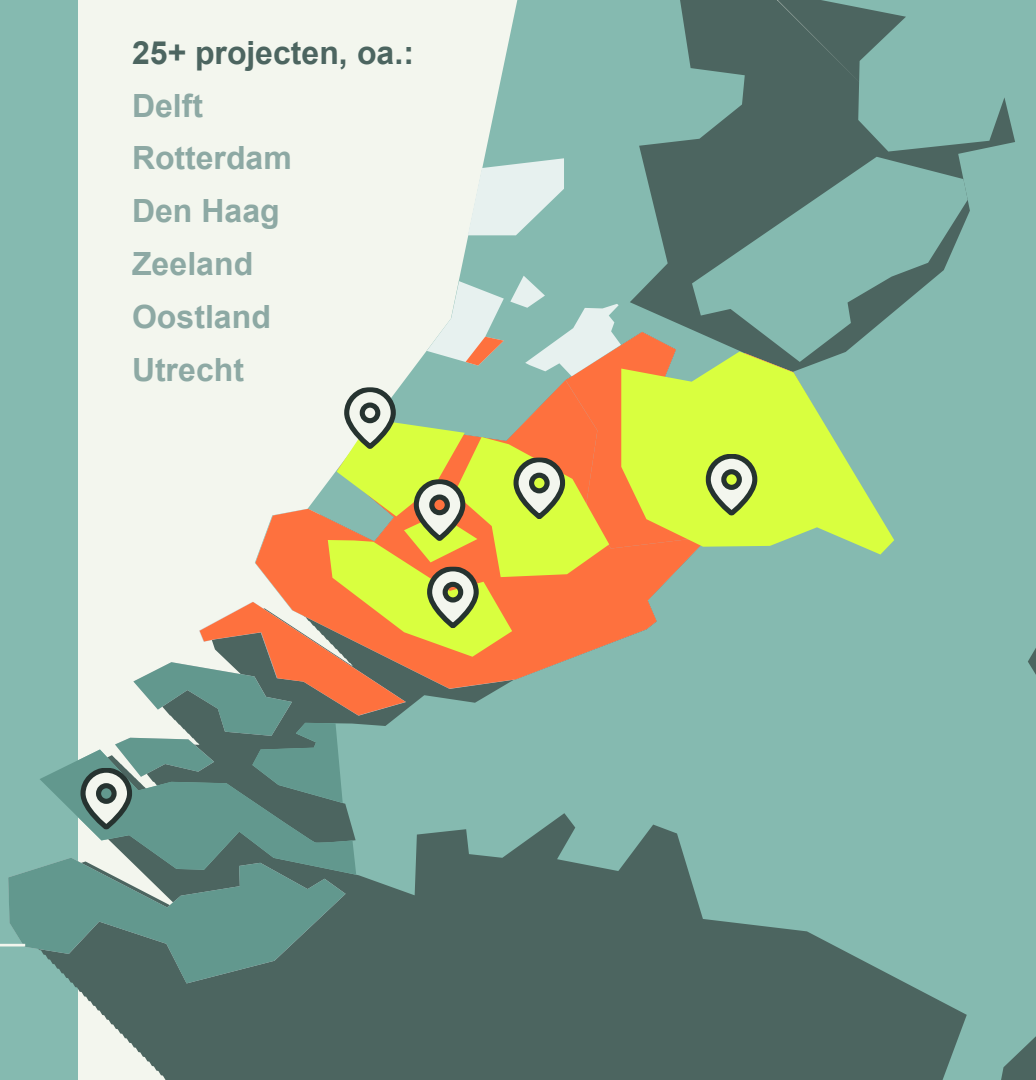 25+ projecten, oa.:
Delft
Rotterdam
Den Haag
Zeeland
Oostland
Utrecht